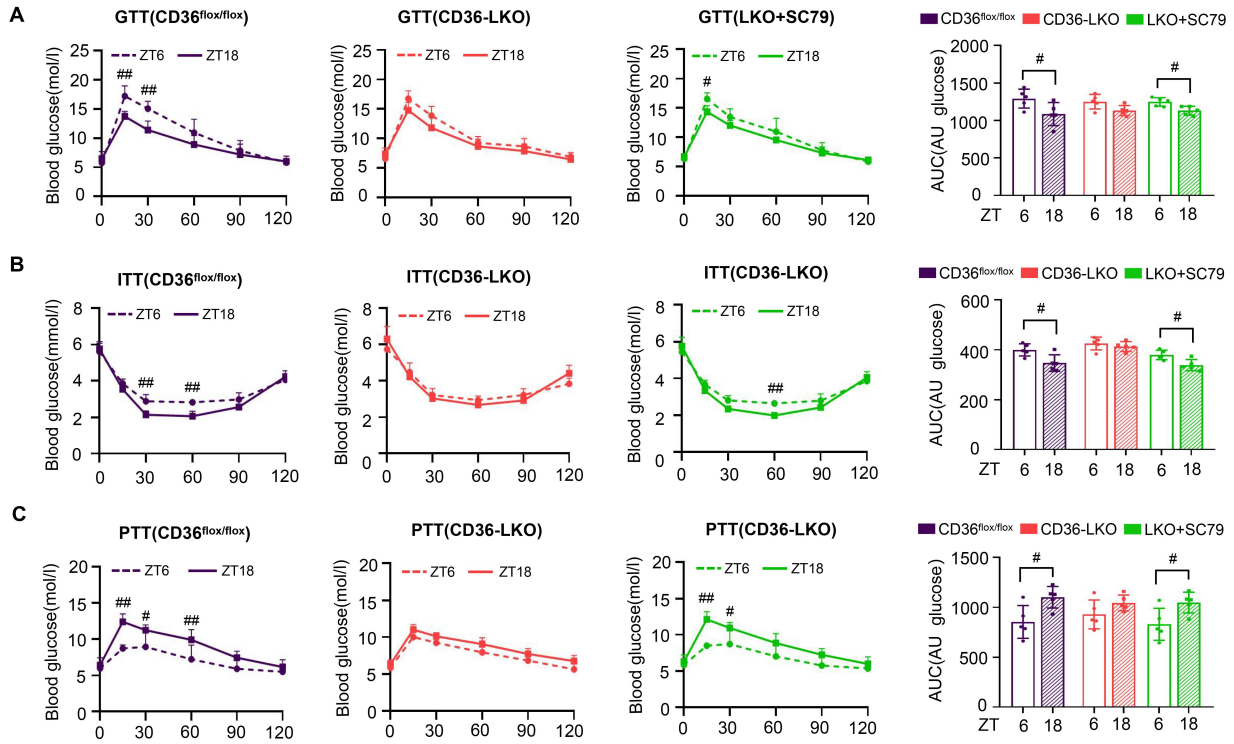 A
GTT(CD36flox/flox)
GTT(CD36-LKO)
GTT(LKO+SC79)
CD36flox/flox CD36-LKO LKO+SC79
Blood glucose(mol/l)
25
20
15
10
5
0
ZT6 ZT18
##
##
0 30 60 90 120
Blood glucose(mol/l)
25
20
15
10
5
0
ZT6 ZT18
0 30 60 90 120
Blood glucose(mol/l)
25
20
15
10
5
0
ZT6 ZT18
#
0 30 60 90 120
AUC(AU glucose)
2000
1500
1000
500
0
# #
ZT 6 18 6 18 6 18
B
ITT(CD36flox/flox)
ITT(CD36-LKO)
ITT(CD36-LKO)
CD36flox/flox CD36-LKO LKO+SC79
Blood glucose(mmol/l)
8
6
4
2
0
ZT6 ZT18
## ##
0 30 60 90 120
Blood glucose(mol/l)
8
6
4
2
0
ZT6 ZT18
0 30 60 90 120
Blood glucose(mol/l)
8
6
4
2
0
ZT6 ZT18
##
0 30 60 90 120
AUC(AU glucose)
600
400
200
0
# #
ZT 6 18 6 18 6 18
C
PTT(CD36flox/flox)
PTT(CD36-LKO)
PTT(CD36-LKO)
CD36flox/flox CD36-LKO LKO+SC79
Blood glucose(mol/l)
20
15
10
5
0
ZT6 ZT18
## # ##
0 30 60 90 120
Blood glucose(mol/l)
20
15
10
5
0
ZT6 ZT18
0 30 60 90 120
Blood glucose(mol/l)
20
15
10
5
0
ZT6 ZT18
## #
0 30 60 90 120
AUC(AU glucose)
1500
1000
500
0
# #
ZT 6 18 6 18 6 18